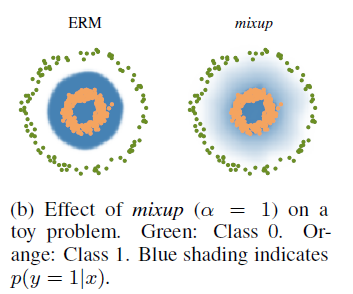 ERM
mixup
(b) Effect of mixup (α = 1) on a
toy problem. Green: Class 0. Or-
ange: Class 1. Blue shading indicates
p(y = 1|x).